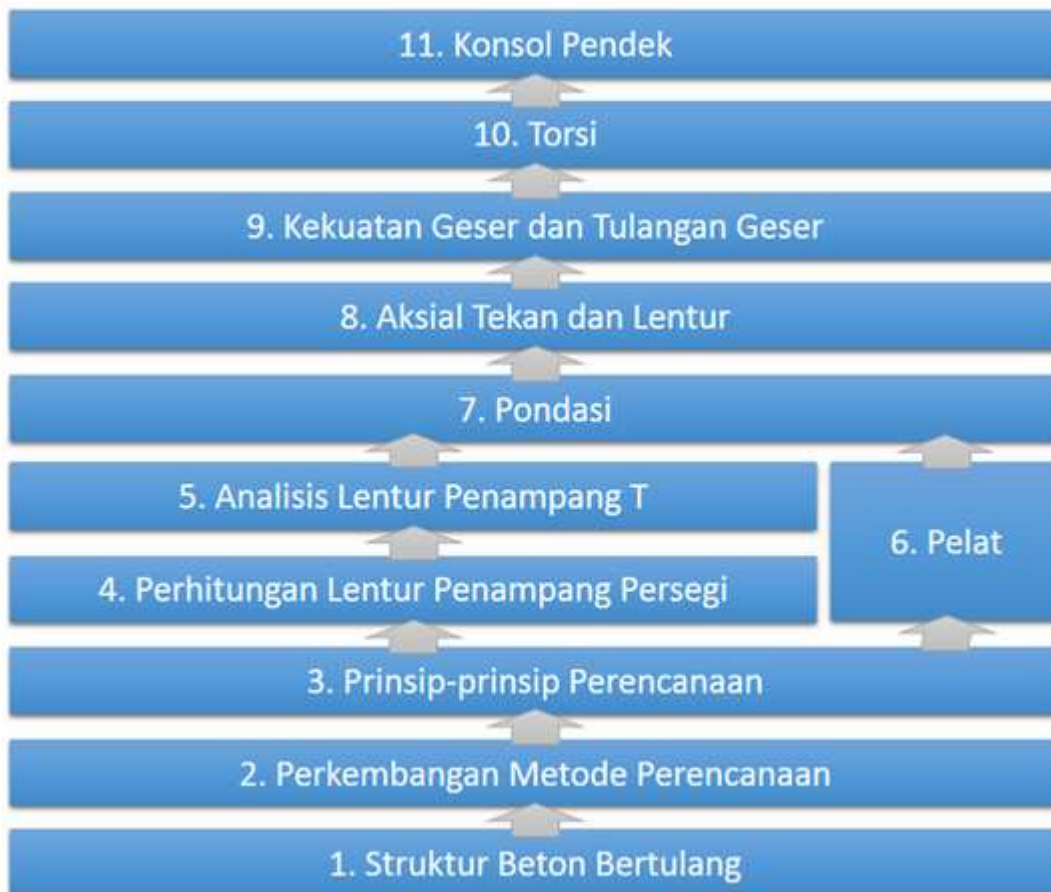 11. Konsol Pendek
10. Torsi
9. Kekuatan Geser dan Tulangan Geser
8. Aksial Tekan dan Lentur
7. Pondasi
5. Analisis Lentur Penampang T
6. Pelat
4. Perhitungan Lentur Penampang Persegi
3. Prinsip-prinsip Perencanaan
2. Perkembangan Metode Perencanaan
1. Struktur Beton Bertulang